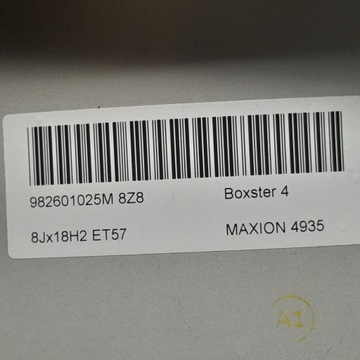 982601025M 8Z8 Boxster 4
8Jx18H2 ET57 MAXION 4935
A1